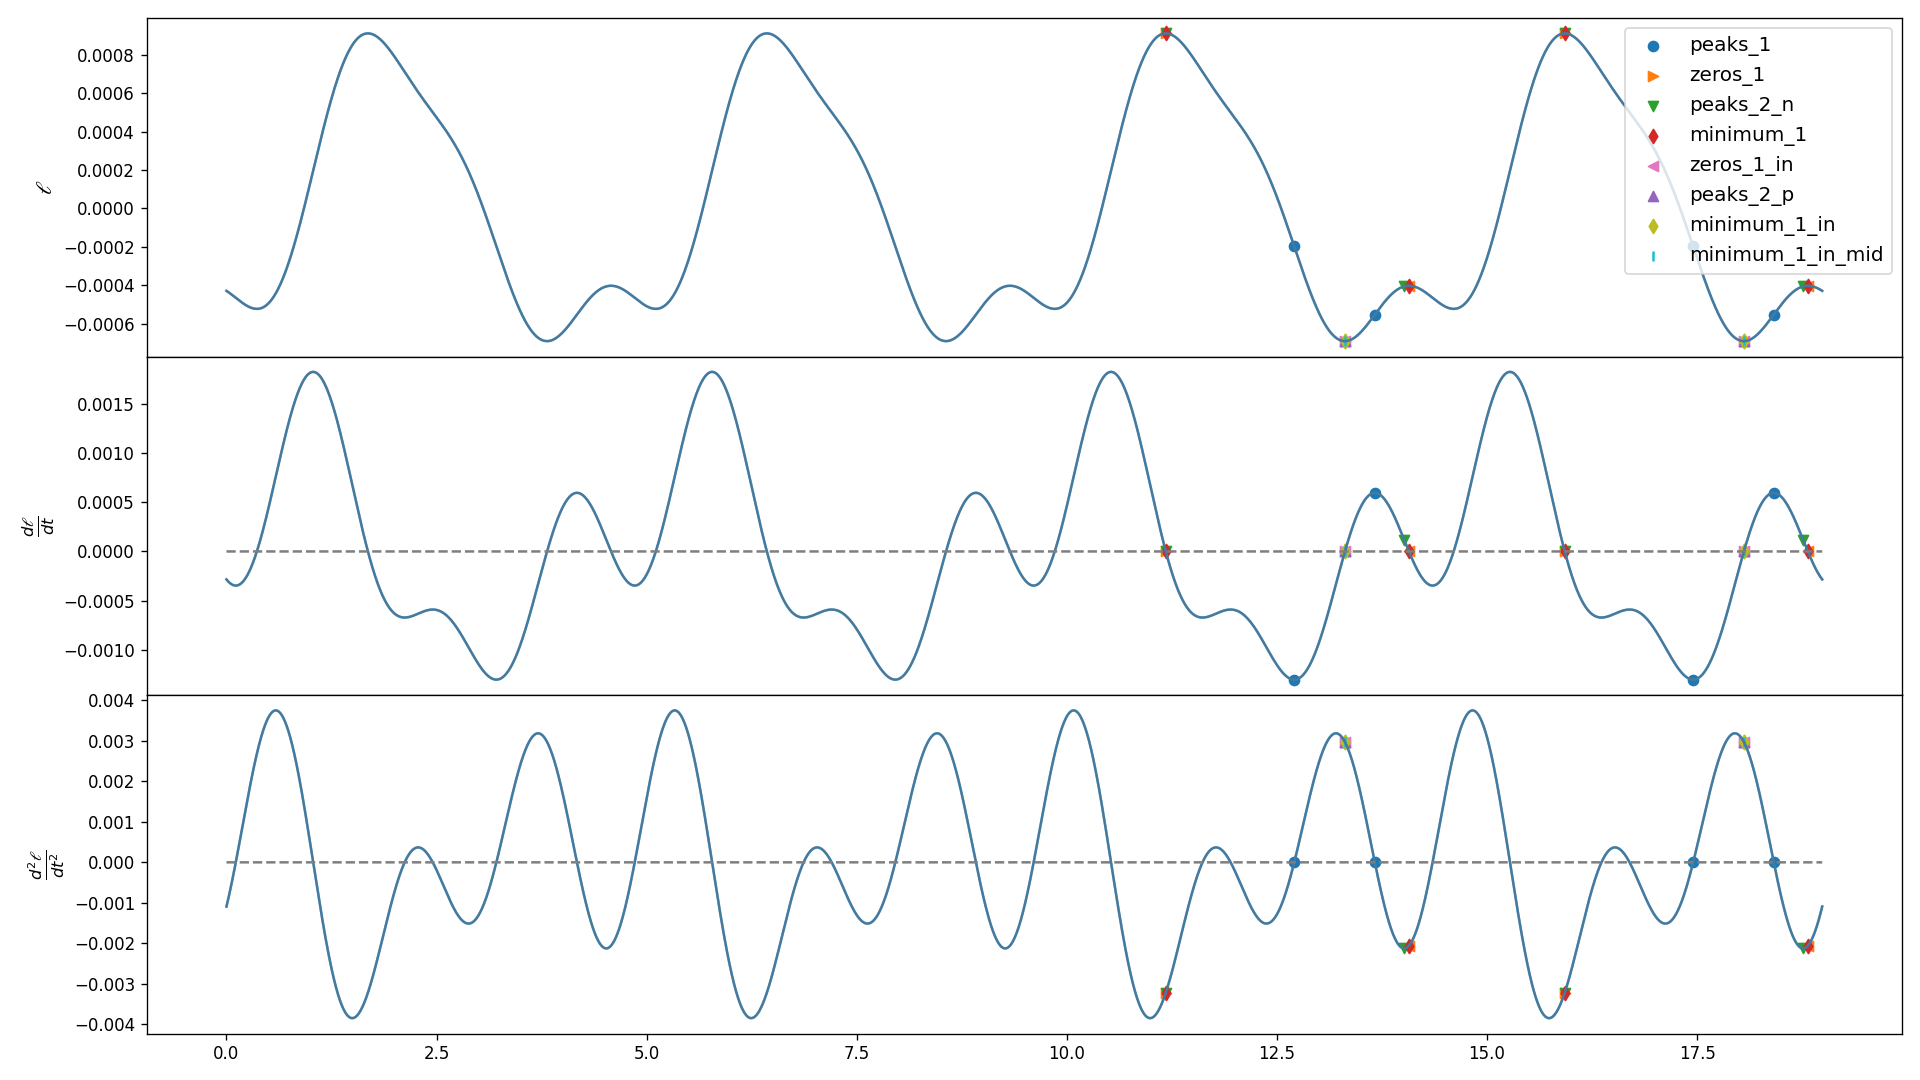 0.0008
0.0006
0.0004
0.0002
0.0000
−0.0002
−0.0004
−0.0006
ℓ
peaks_1
zeros_1
peaks_2_n
minimum_1
zeros_1_in
peaks_2_p
minimum_1_in
minimum_1_in_mid
0.0015
0.0010
0.0005
0.0000
−0.0005
−0.0010
dℓ
dt
0.004
0.003
0.002
0.001
0.000
−0.001
−0.002
−0.003
−0.004
d²ℓ
dt²
0.0 2.5 5.0 7.5 10.0 12.5 15.0 17.5